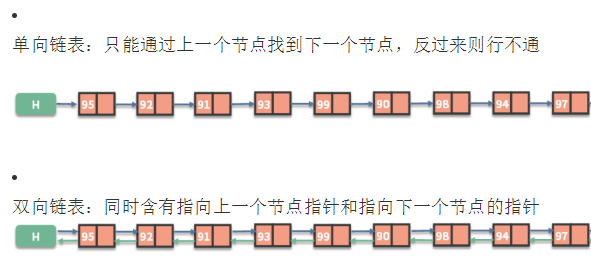 单向链表：只能通过上一个节点找到下一个节点，反过来则行不通
H 95 92 91 93 99 90 98 94 97
双向链表：同时含有指向上一个节点指针和指向下一个节点的指针
H 95 92 91 93 99 90 98 94 97